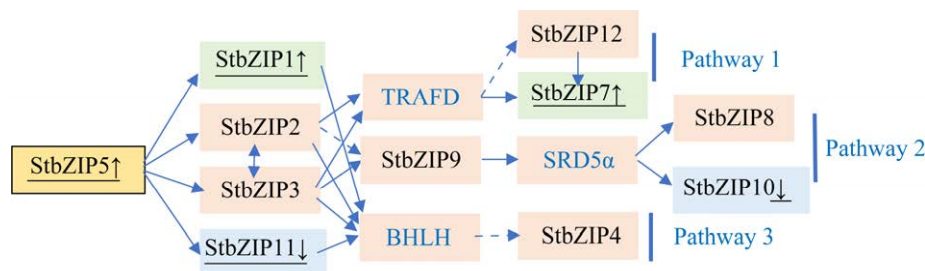 StbZIP5↑
StbZIP1↑
StbZIP2
StbZIP3
StbZIP11↓
TRAFD
StbZIP9
BHLH
StbZIP12
StbZIP7↑
SRD5α
StbZIP4
StbZIP8
StbZIP10↓
Pathway 1
Pathway 2
Pathway 3